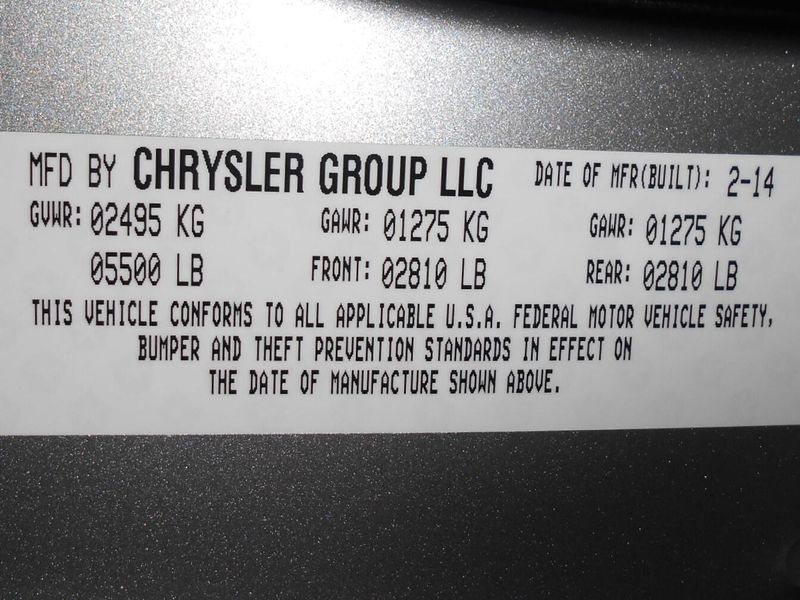 MFD BY CHRYSLER GROUP LLC DATE OF MFR(BUILT): 2-14
GVWR: 02495 KG GAWR: 01275 KG GAWR: 01275 KG
05500 LB FRONT: 02810 LB REAR: 02810 LB
THIS VEHICLE CONFORMS TO ALL APPLICABLE U.S.A. FEDERAL MOTOR VEHICLE SAFETY,
BUMPER AND THEFT PREVENTION STANDARDS IN EFFECT ON
THE DATE OF MANUFACTURE SHOWN ABOVE.